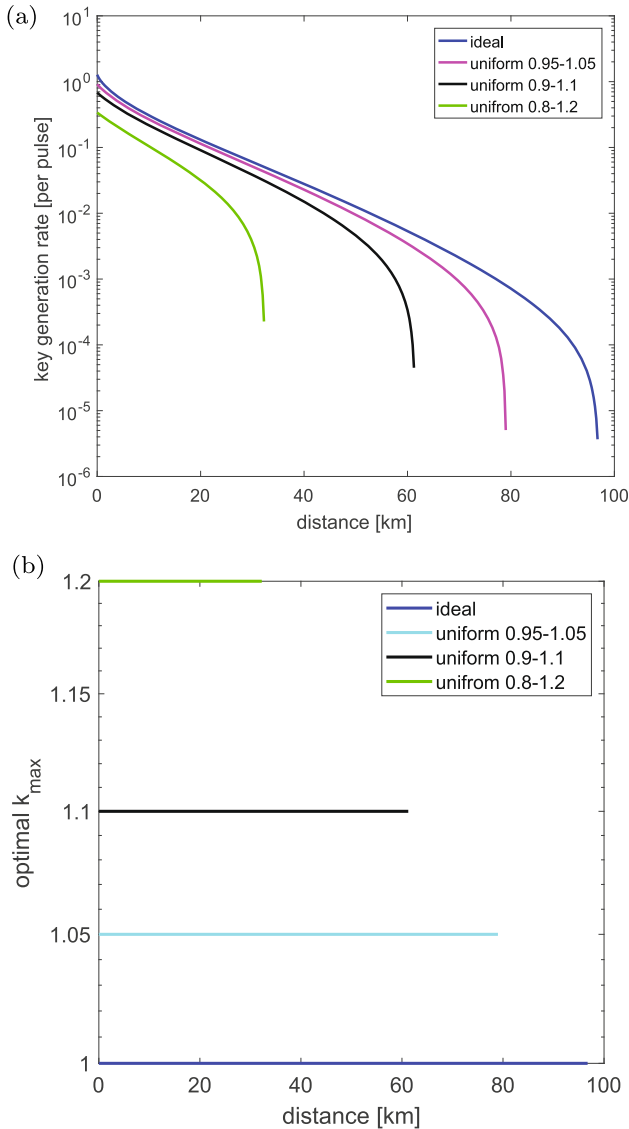 (a)
key generation rate [per pulse]
10^1
10^0
10^-1
10^-2
10^-3
10^-4
10^-5
10^-6
0 20 40 60 80 100
distance [km]
ideal
uniform 0.95-1.05
uniform 0.9-1.1
unifrom 0.8-1.2
(b)
optimal k_max
1.2
1.15
1.1
1.05
1
0 20 40 60 80 100
distance [km]
ideal
uniform 0.95-1.05
uniform 0.9-1.1
unifrom 0.8-1.2